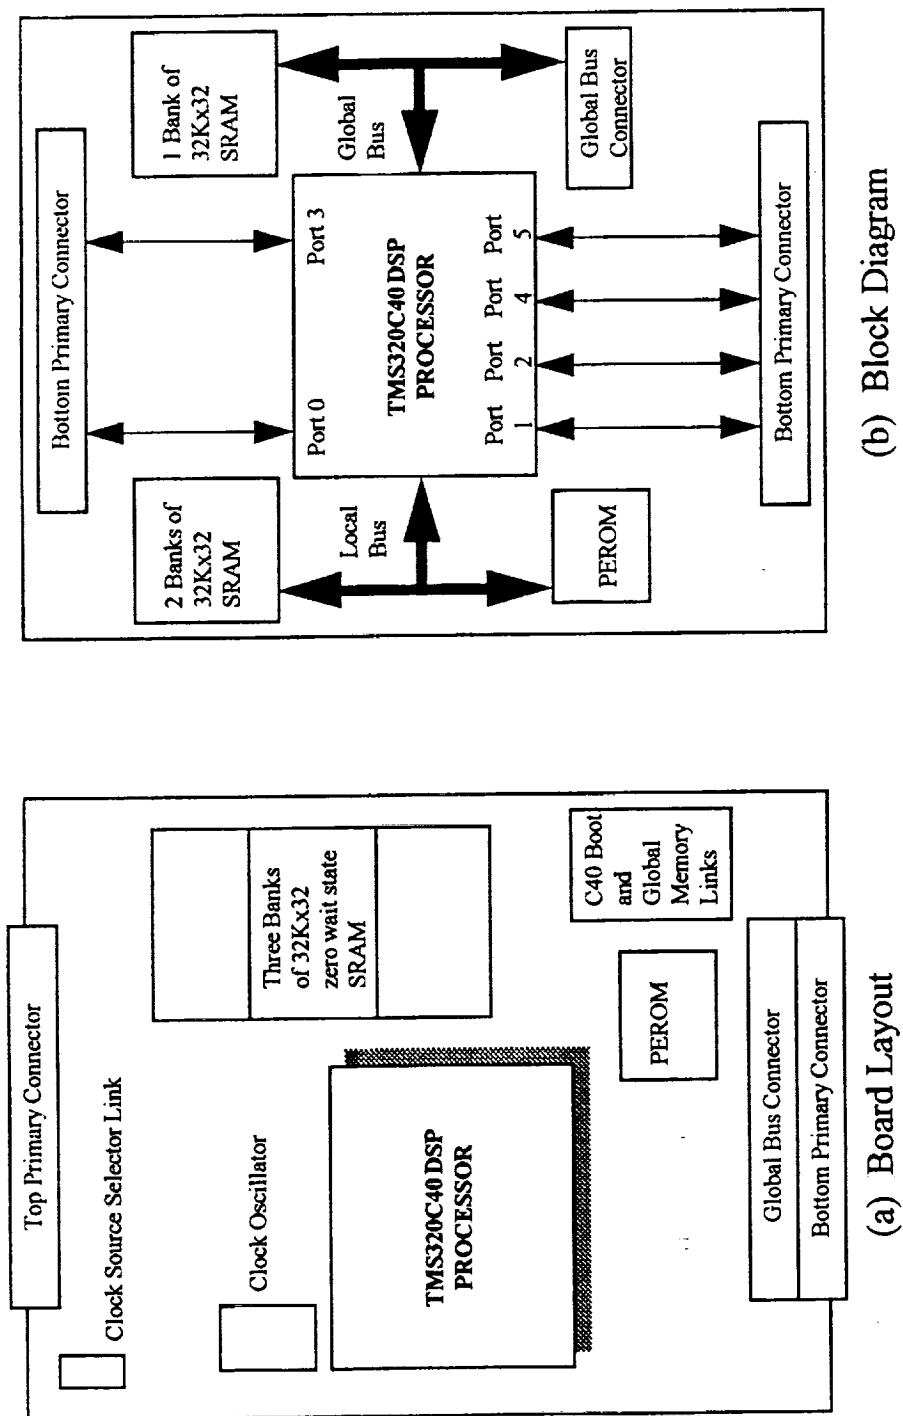 Top Primary Connector
Clock Source Selector Link
Clock Oscillator
Three Banks
of 32Kx32
zero wait state
SRAM
TMS320C40 DSP
PROCESSOR
PEROM
C40 Boot
and
Global
Memory
Links
Global Bus Connector
Bottom Primary Connector
(a) Board Layout
Bottom Primary Connector
2 Banks of
32Kx32
SRAM
1 Bank of
32Kx32
SRAM
Port 0
Port 3
Local
Bus
Global
Bus
TMS320C40 DSP
PROCESSOR
Port Port Port Port
1 2 4 5
PEROM
Global Bus
Connector
Bottom Primary Connector
(b) Block Diagram